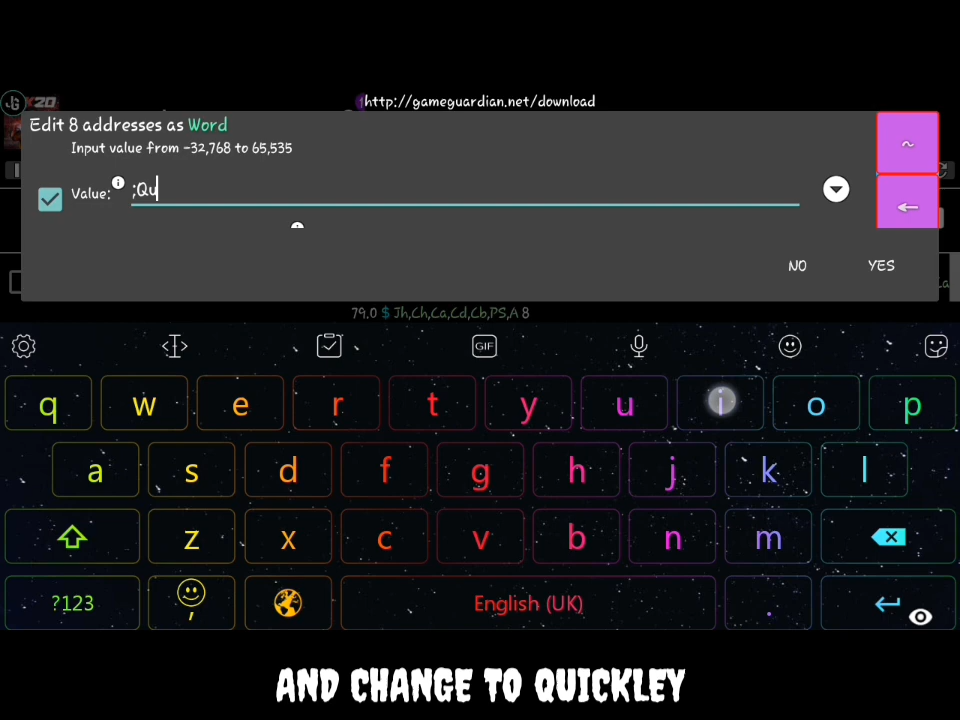 K20
http://gameguardian.net/download
Edit 8 addresses as Word
Input value from -32,768 to 65,535
Value: ;Qu
~
←
NO YES
79.0 $ Jh,Ch,Ca,Cd,Cb,PS,A 8
GIF
q w e r t y u i o p
a s d f g h j k l
z x c v b n m
?123 , English (UK) .
AND CHANGE TO QUICKLEY